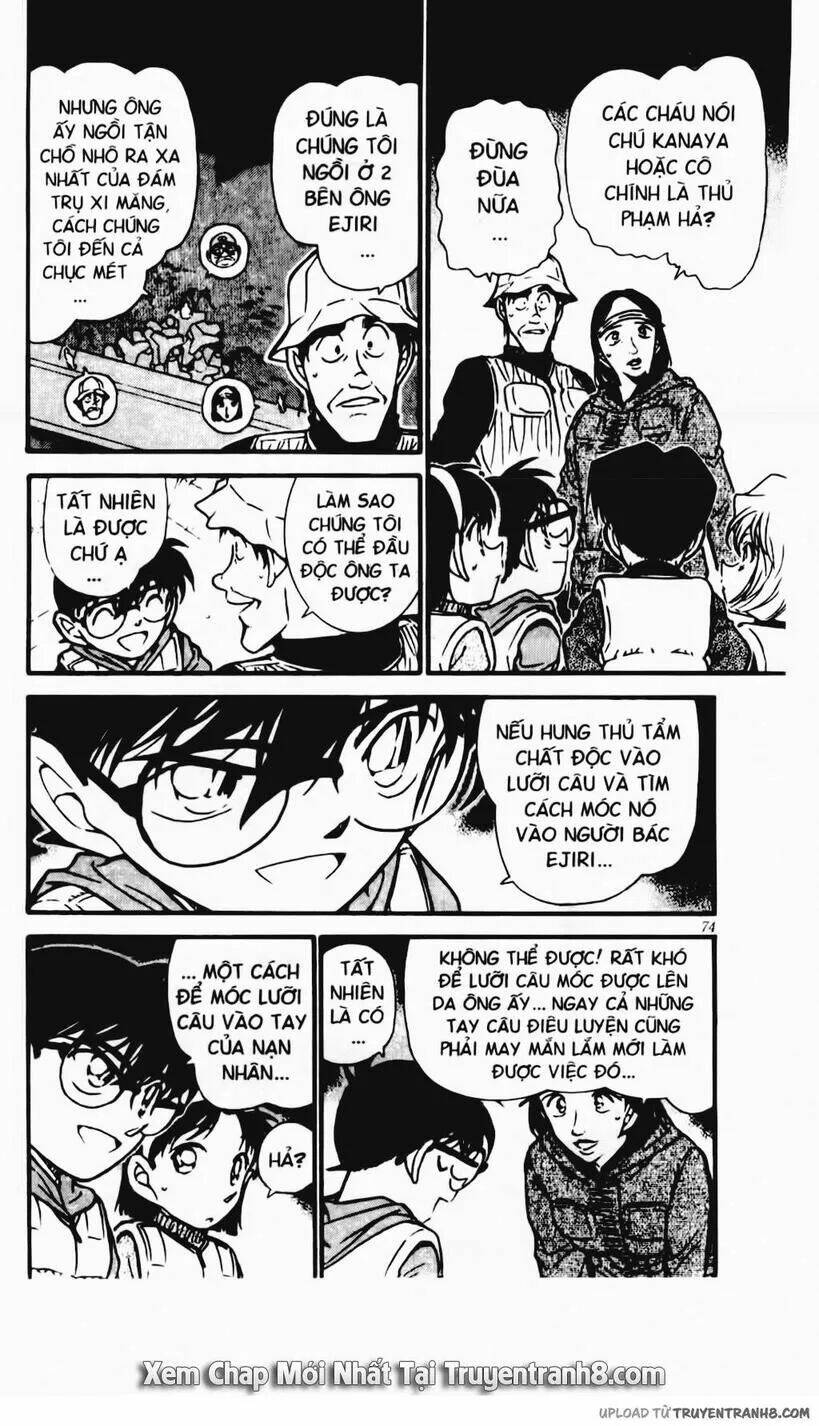 CÁC CHÁU NÓI
CHÚ KANAYA
HOẶC CÔ
CHÍNH LÀ THỦ
PHẠM HẢ?
ĐỪNG
ĐÙA
NỮA
...
ĐÚNG LÀ
CHÚNG TÔI
NGỒI Ở 2
BÊN ÔNG
EJIRI
...
NHƯNG ÔNG
ẤY NGỒI TẬN
CHỖ NHÔ RA XA
NHẤT CỦA ĐÁM
TRỤ XI MĂNG,
CÁCH CHÚNG
TÔI ĐẾN CẢ
CHỤC MÉT
...
LÀM SAO
CHÚNG TÔI
CÓ THỂ ĐẦU
ĐỘC ÔNG TA
ĐƯỢC?
TẤT NHIÊN
LÀ ĐƯỢC
CHỨ Ạ
...
NẾU HUNG THỦ TẨM
CHẤT ĐỘC VÀO
LƯỠI CÂU VÀ TÌM
CÁCH MÓC NÓ
VÀO NGƯỜI BÁC
EJIRI...
74
KHÔNG THỂ ĐƯỢC! RẤT KHÓ
ĐỂ LƯỠI CÂU MÓC ĐƯỢC LÊN
DA ÔNG ẤY... NGAY CẢ NHỮNG
TAY CÂU ĐIÊU LUYỆN CŨNG
PHẢI MAY MẮN LẮM MỚI LÀM
ĐƯỢC VIỆC ĐÓ...
TẤT
NHIÊN
LÀ CÓ
...
... MỘT CÁCH
ĐỂ MÓC LƯỠI
CÂU VÀO TAY
CỦA NẠN
NHÂN...
HẢ?
Xem Chap Mới Nhất Tại Truyentranh8.com
UPLOAD TỪ TRUYENTRANH8.COM